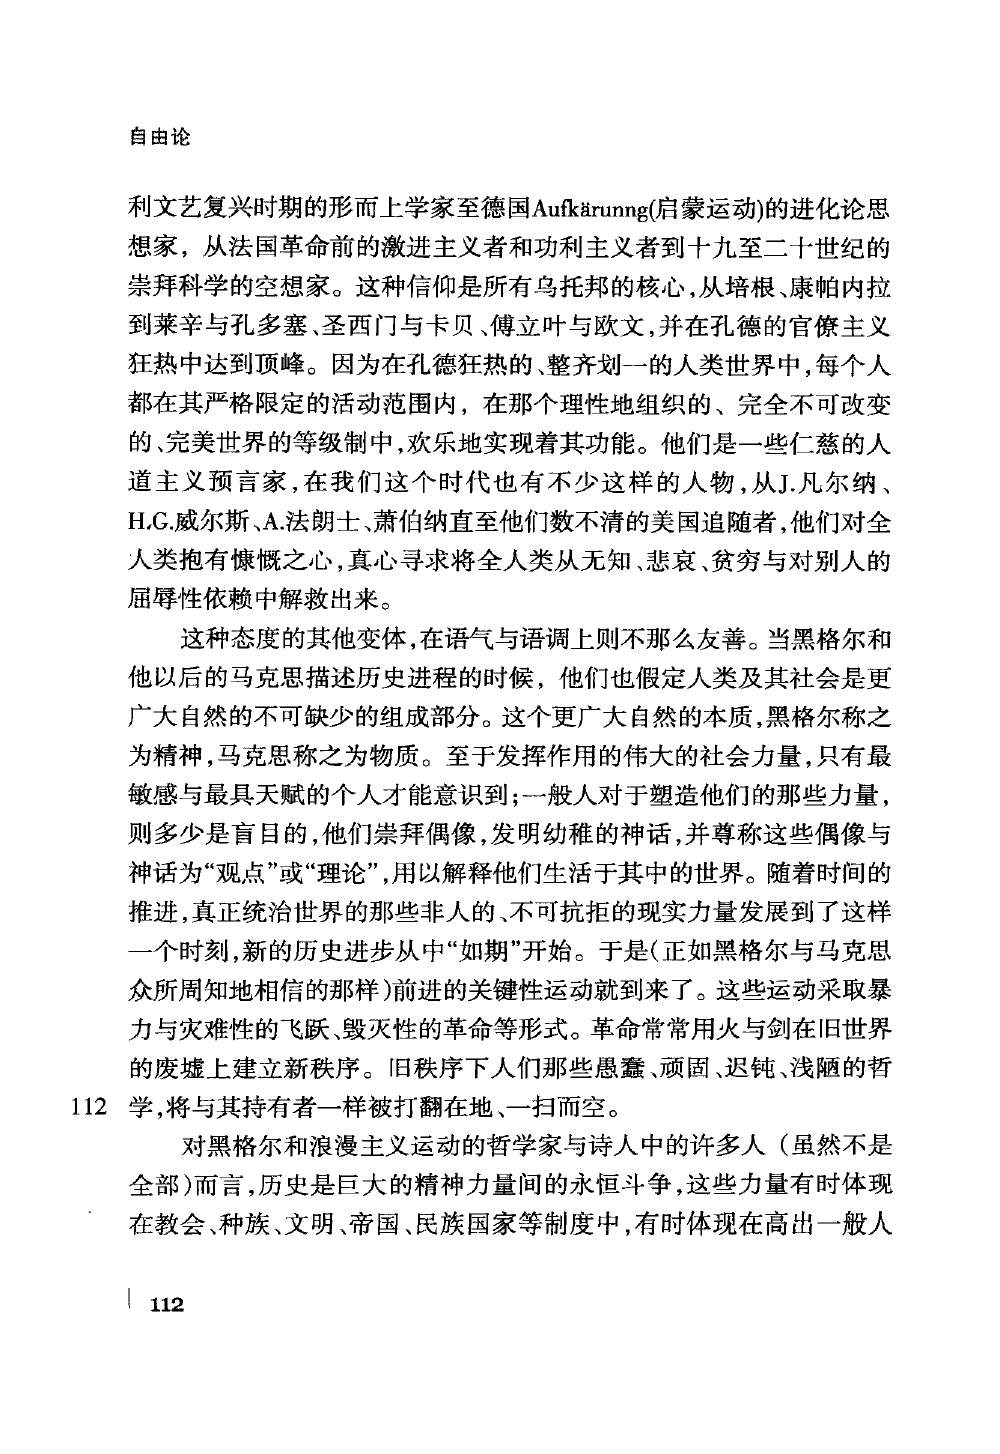 自由论
利文艺复兴时期的形而上学家至德国Aufkärunng(启蒙运动)的进化论思
想家，从法国革命前的激进主义者和功利主义者到十九至二十世纪的
崇拜科学的空想家。这种信仰是所有乌托邦的核心,从培根、康帕内拉
到莱辛与孔多塞、圣西门与卡贝、傅立叶与欧文,并在孔德的官僚主义
狂热中达到顶峰。因为在孔德狂热的、整齐划一的人类世界中,每个人
都在其严格限定的活动范围内，在那个理性地组织的、完全不可改变
的、完美世界的等级制中,欢乐地实现着其功能。他们是一些仁慈的人
道主义预言家,在我们这个时代也有不少这样的人物,从J.凡尔纳、
H.G.威尔斯、A.法朗士、萧伯纳直至他们数不清的美国追随者,他们对全
人类抱有慷慨之心,真心寻求将全人类从无知、悲哀、贫穷与对别人的
屈辱性依赖中解救出来。
这种态度的其他变体,在语气与语调上则不那么友善。当黑格尔和
他以后的马克思描述历史进程的时候，他们也假定人类及其社会是更
广大自然的不可缺少的组成部分。这个更广大自然的本质,黑格尔称之
为精神,马克思称之为物质。至于发挥作用的伟大的社会力量,只有最
敏感与最具天赋的个人才能意识到;一般人对于塑造他们的那些力量,
则多少是盲目的,他们崇拜偶像,发明幼稚的神话,并尊称这些偶像与
神话为“观点”或“理论”,用以解释他们生活于其中的世界。随着时间的
推进,真正统治世界的那些非人的、不可抗拒的现实力量发展到了这样
一个时刻,新的历史进步从中“如期”开始。于是(正如黑格尔与马克思
众所周知地相信的那样)前进的关键性运动就到来了。这些运动采取暴
力与灾难性的飞跃、毁灭性的革命等形式。革命常常用火与剑在旧世界
的废墟上建立新秩序。旧秩序下人们那些愚蠢、顽固、迟钝、浅陋的哲
112 学,将与其持有者一样被打翻在地、一扫而空。
对黑格尔和浪漫主义运动的哲学家与诗人中的许多人（虽然不是
全部)而言,历史是巨大的精神力量间的永恒斗争,这些力量有时体现
在教会、种族、文明、帝国、民族国家等制度中,有时体现在高出一般人
112